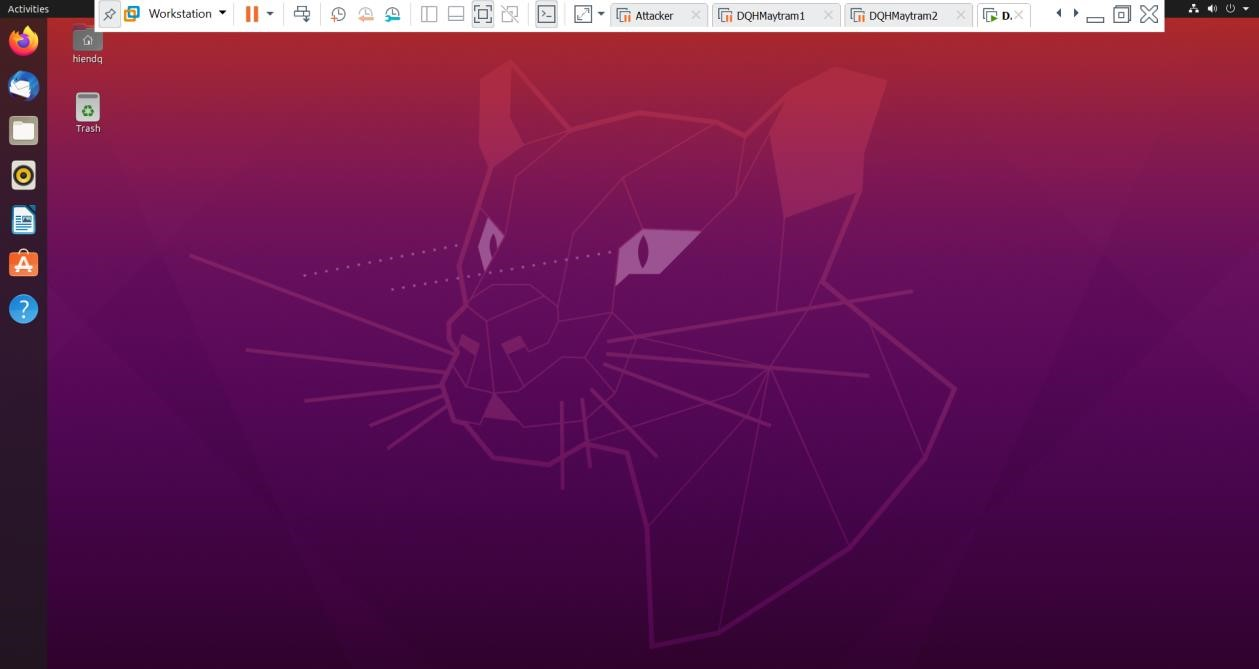 Activities
Workstation
Attacker
DQHMaytram1
DQHMaytram2
D.
hiendq
Trash